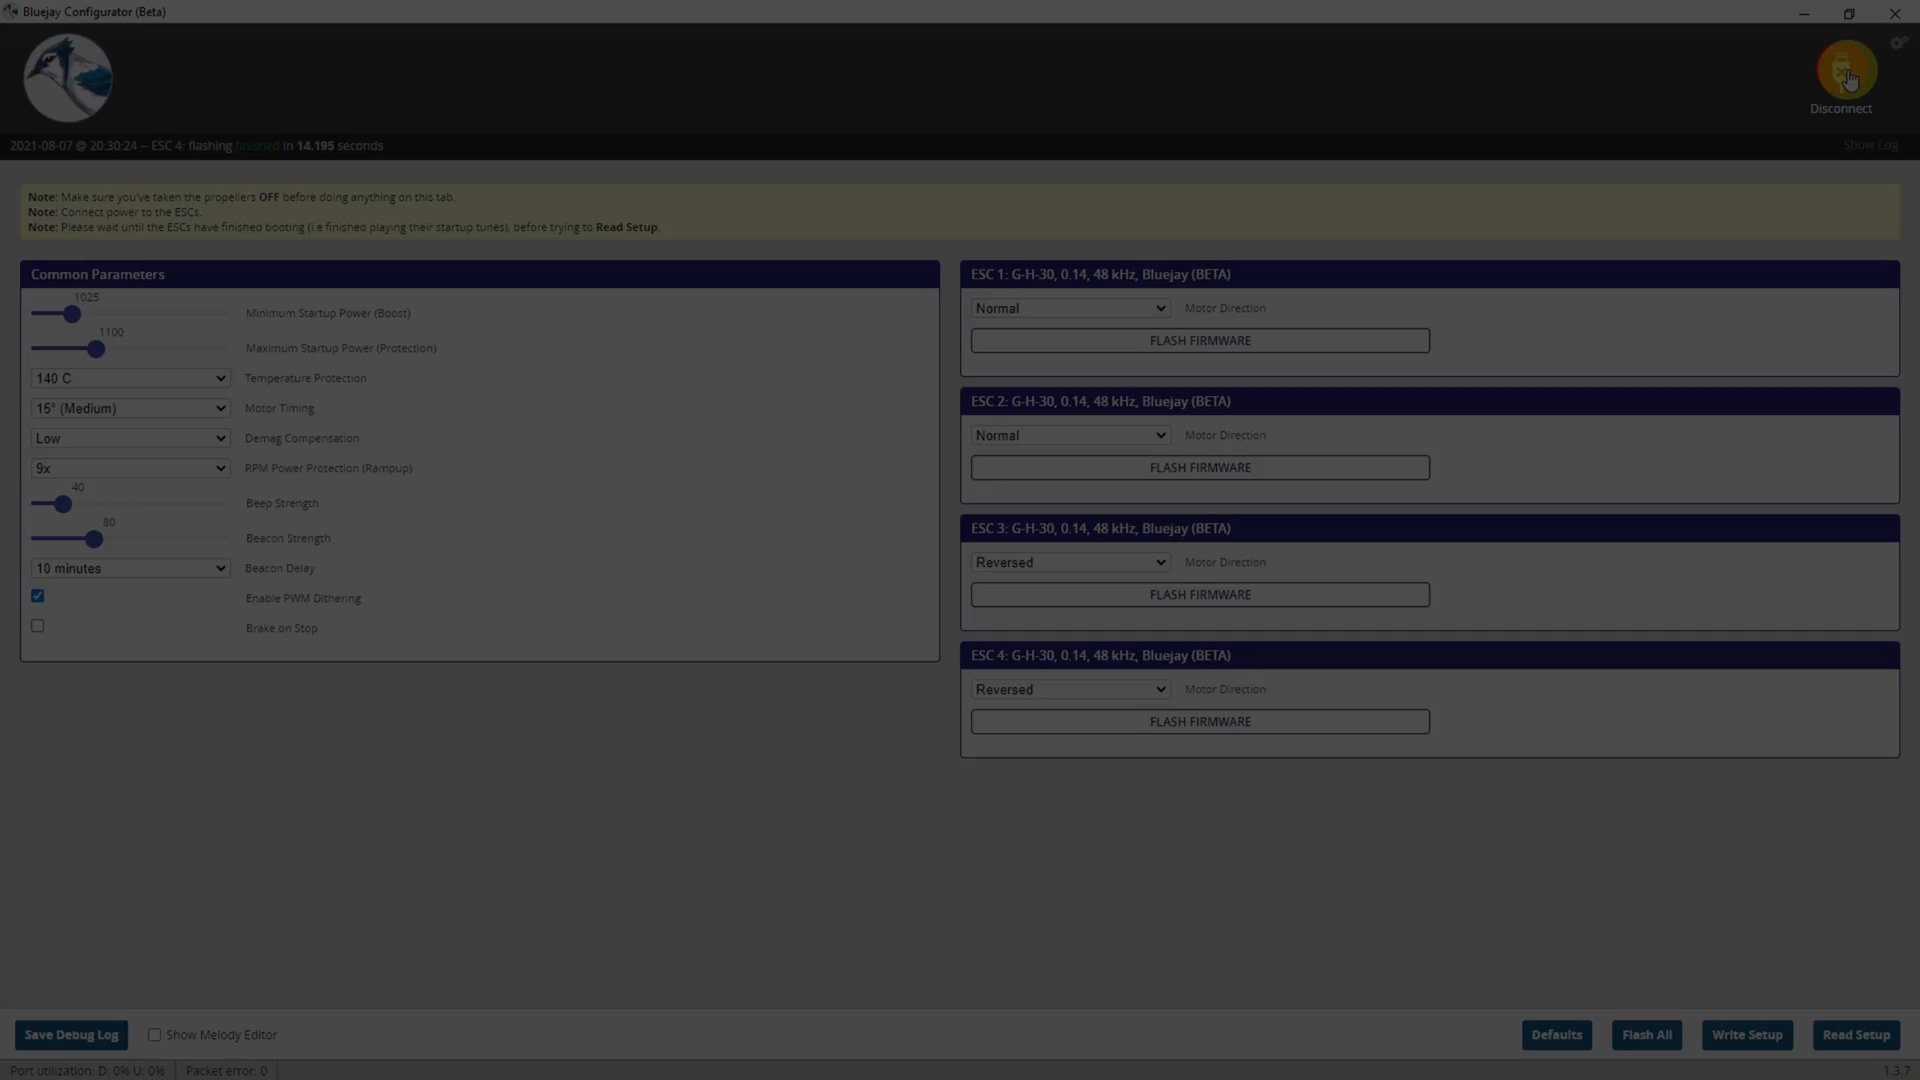 Bluejay Configurator (Beta)
Disconnect
2021-08-07 @ 20:30:24 -- ESC 4: flashing finished in 14.195 seconds
Show Log
Note: Make sure you've taken the propellers OFF before doing anything on this tab.
Note: Connect power to the ESCs.
Note: Please wait until the ESCs have finished booting (i.e finished playing their startup tunes), before trying to Read Setup.
Common Parameters
1025
Minimum Startup Power (Boost)
1100
Maximum Startup Power (Protection)
140 C
Temperature Protection
15° (Medium)
Motor Timing
Low
Demag Compensation
9x
RPM Power Protection (Rampup)
40
Beep Strength
80
Beacon Strength
10 minutes
Beacon Delay
Enable PWM Dithering
Brake on Stop
ESC 1: G-H-30, 0.14, 48 kHz, Bluejay (BETA)
Normal
Motor Direction
FLASH FIRMWARE
ESC 2: G-H-30, 0.14, 48 kHz, Bluejay (BETA)
Normal
Motor Direction
FLASH FIRMWARE
ESC 3: G-H-30, 0.14, 48 kHz, Bluejay (BETA)
Reversed
Motor Direction
FLASH FIRMWARE
ESC 4: G-H-30, 0.14, 48 kHz, Bluejay (BETA)
Reversed
Motor Direction
FLASH FIRMWARE
Save Debug Log
Show Melody Editor
Defaults
Flash All
Write Setup
Read Setup
Port utilization: D: 0% U: 0%
Packet error: 0
1.3.7